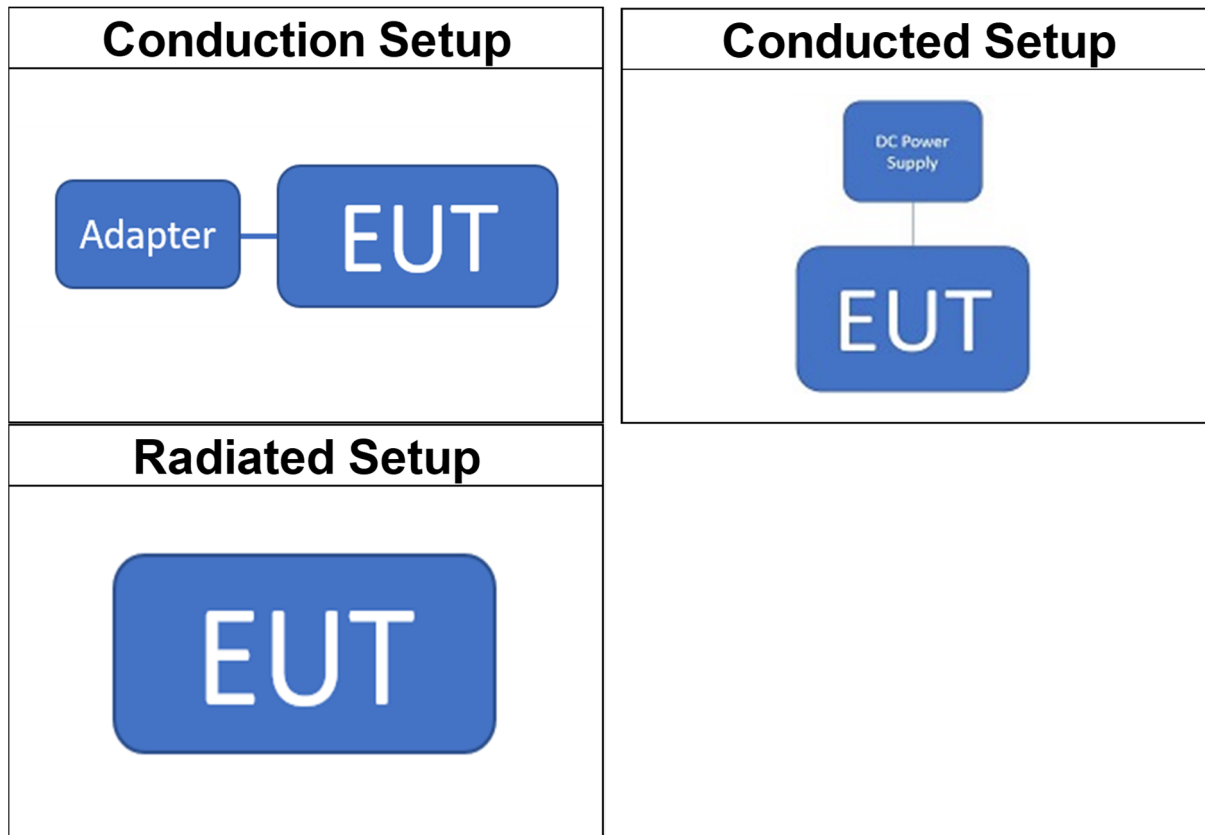 Conduction Setup
Adapter
EUT
Conducted Setup
DC Power
Supply
EUT
Radiated Setup
EUT